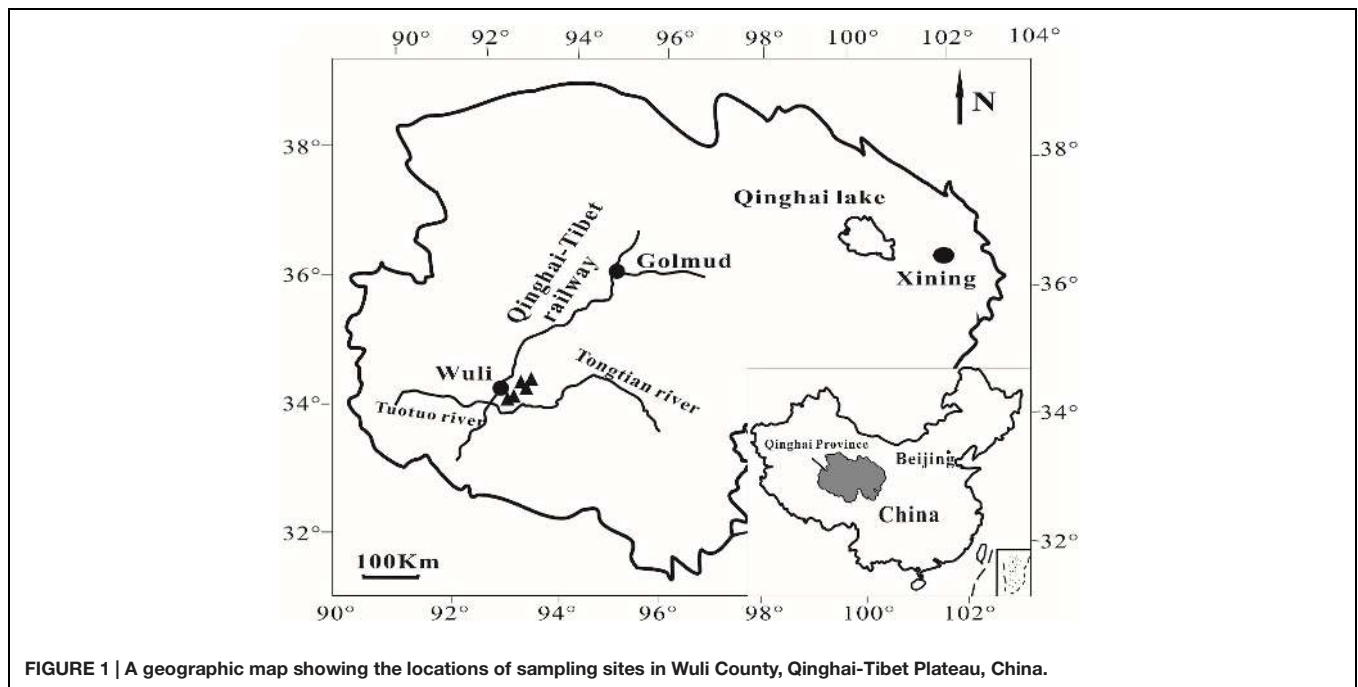 90° 92° 94° 96° 98° 100° 102° 104°
N
38° 38°
Qinghai lake
Qinghai-Tibet
railway
Golmud
Xining
36° 36°
Wuli
Tongtian river
Tuotuo river
34° 34°
Qinghai Province
Beijing
China
32° 32°
100Km
90° 92° 94° 96° 98° 100° 102°
FIGURE 1 | A geographic map showing the locations of sampling sites in Wuli County, Qinghai-Tibet Plateau, China.